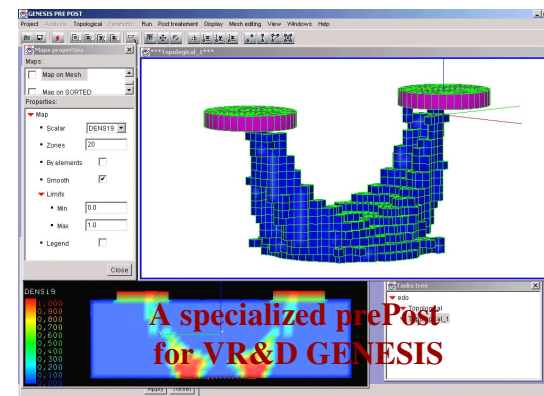 GENESIS PRE POST
Project Analysis Topological Parametric Run Post treatement Display Mesh editing View Windows Help
Maps properties
***Topological_1***
Maps:
Map on Mesh
Map on SORTED
Properties:
Map
Scalar DENS19
Zones 20
By elements
Smooth
Limits
Min 0.0
Max 1.0
Legend
Close
DENS19
1,000
0,900
0,800
0,700
0,600
0,500
0,400
0,300
0,200
0,100
0,000
Tasks tree
edo
Topological
Topological_1
A specialized prePost
for VR&D GENESIS
Apply Reset